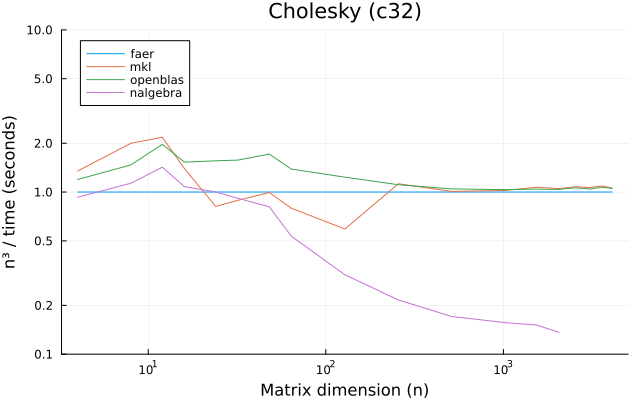 Cholesky (c32)
n³ / time (seconds)
10.0
5.0
2.0
1.0
0.5
0.2
0.1
faer
mkl
openblas
nalgebra
10¹
10²
10³
Matrix dimension (n)